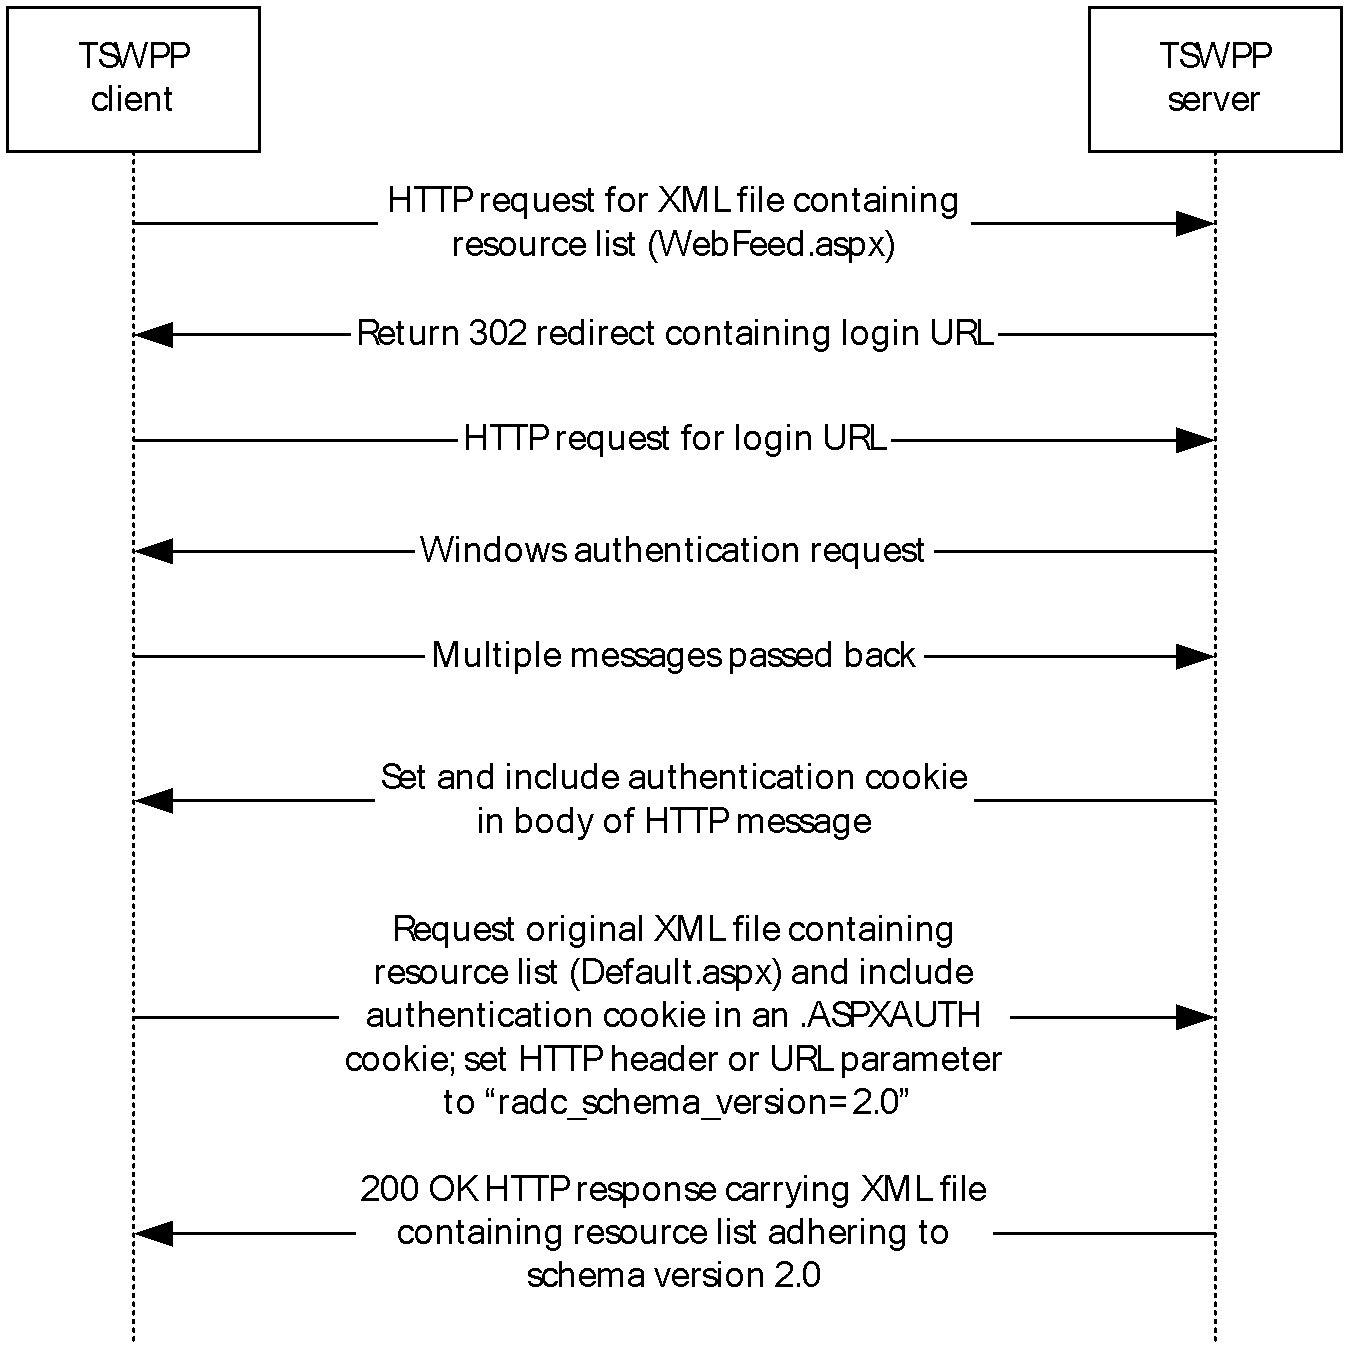 TSWPP
client
TSWPP
server
HTTP request for XML file containing
resource list (WebFeed.aspx)
Return 302 redirect containing login URL
HTTP request for login URL
Windows authentication request
Multiple messages passed back
Set and include authentication cookie
in body of HTTP message
Request original XML file containing
resource list (Default.aspx) and include
authentication cookie in an .ASPXAUTH
cookie; set HTTP header or URL parameter
to “radc_schema_version=2.0”
200 OK HTTP response carrying XML file
containing resource list adhering to
schema version 2.0